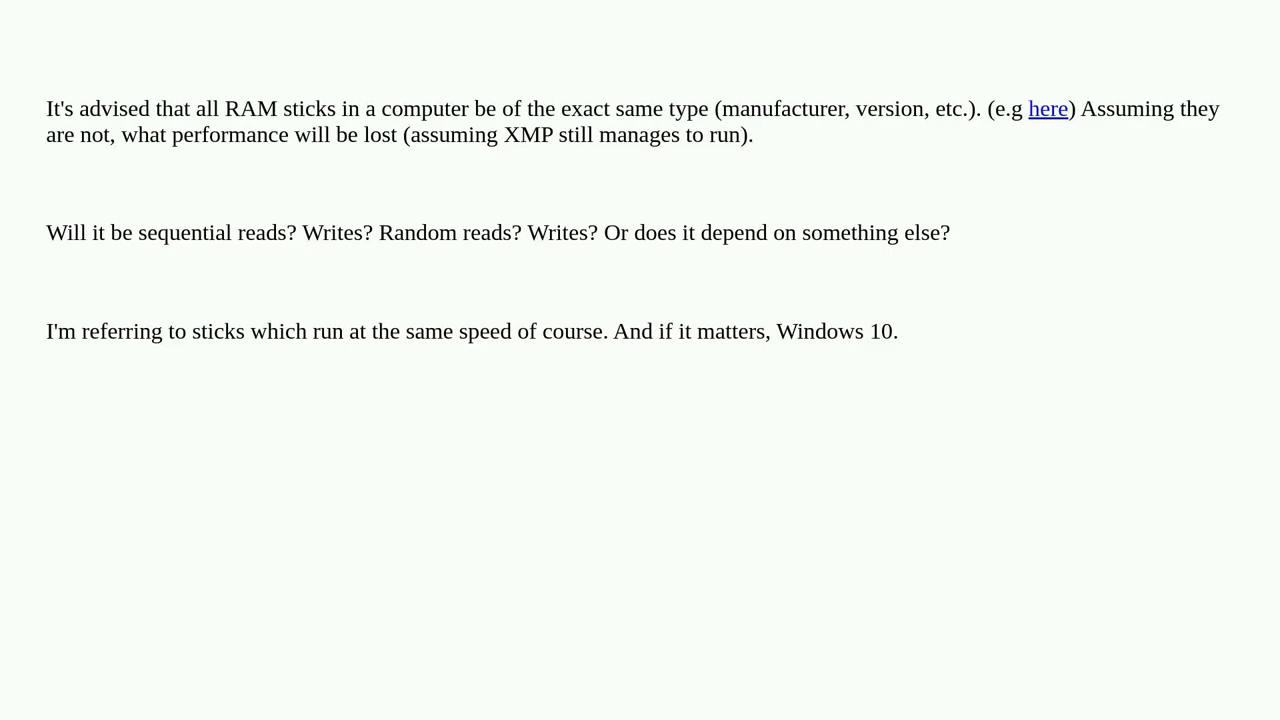 It's advised that all RAM sticks in a computer be of the exact same type (manufacturer, version, etc.). (e.g here) Assuming they
are not, what performance will be lost (assuming XMP still manages to run).
Will it be sequential reads? Writes? Random reads? Writes? Or does it depend on something else?
I'm referring to sticks which run at the same speed of course. And if it matters, Windows 10.